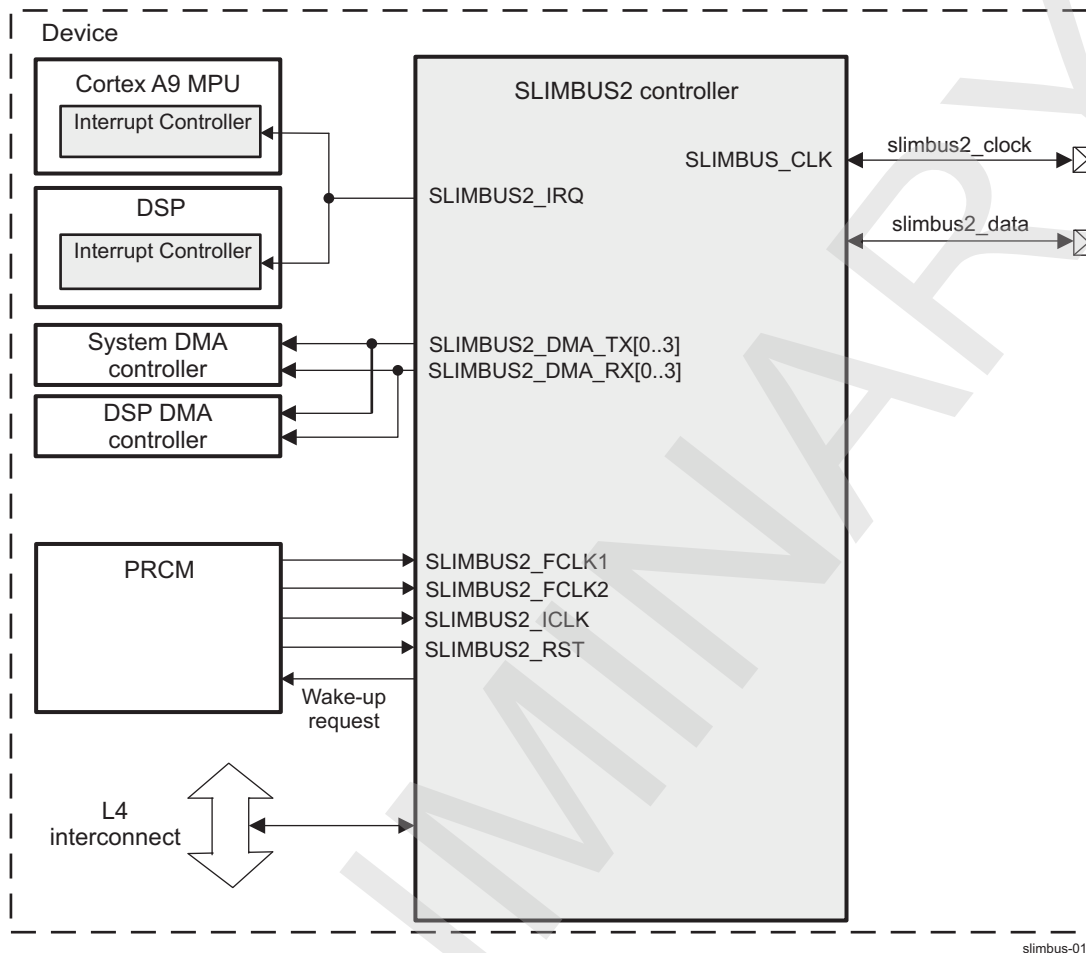 Device
Cortex A9 MPU
Interrupt Controller
DSP
Interrupt Controller
System DMA
controller
DSP DMA
controller
PRCM
Wake-up
request
L4
interconnect
SLIMBUS2 controller
SLIMBUS_CLK
SLIMBUS2_IRQ
SLIMBUS2_DMA_TX[0..3]
SLIMBUS2_DMA_RX[0..3]
SLIMBUS2_FCLK1
SLIMBUS2_FCLK2
SLIMBUS2_ICLK
SLIMBUS2_RST
slimbus2_clock
slimbus2_data
slimbus-01